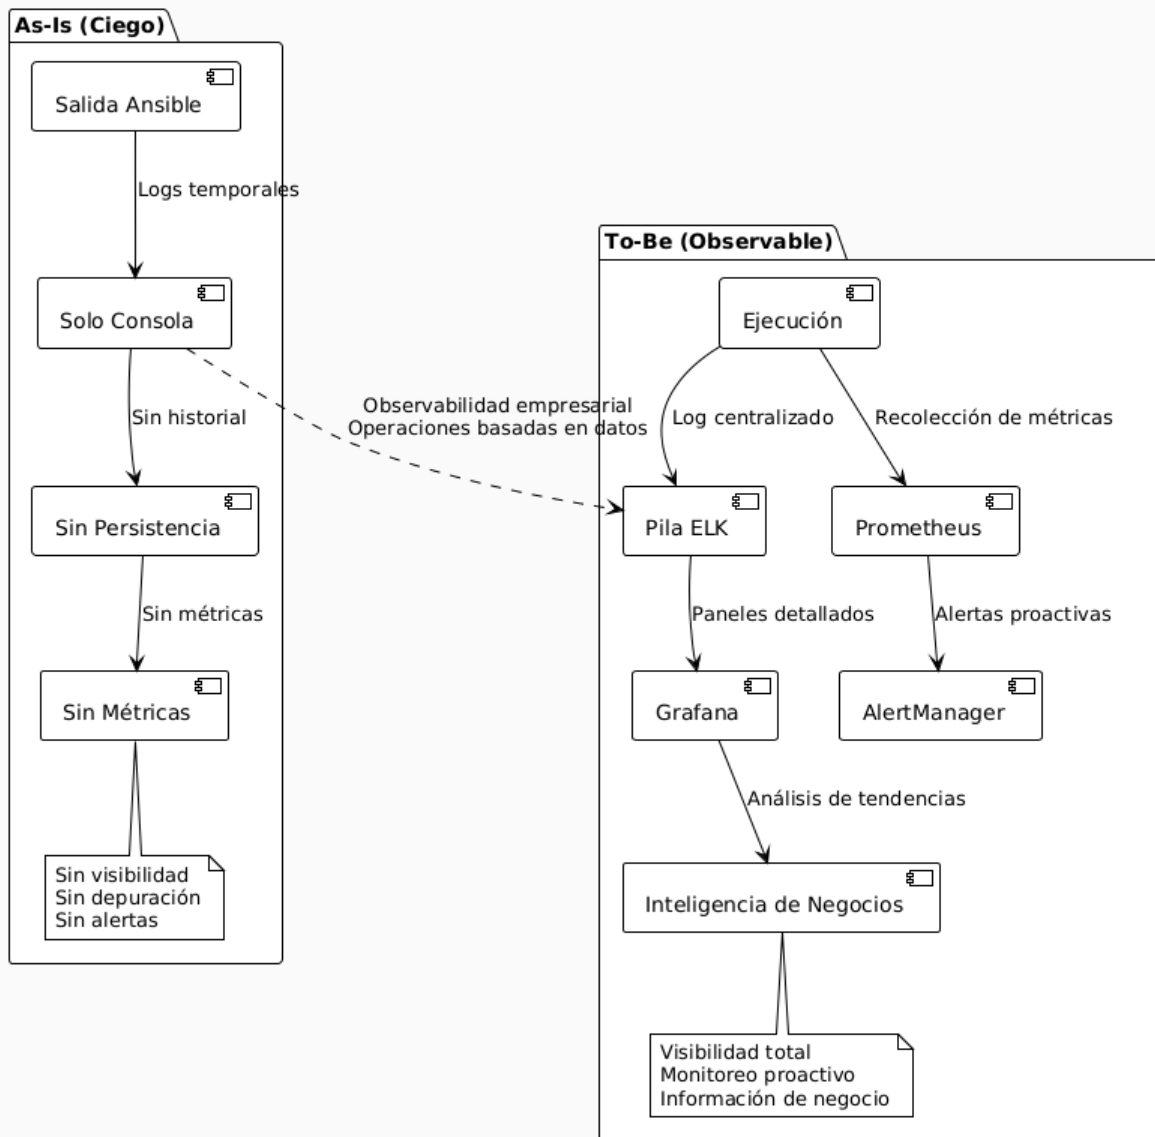 As-Is (Ciego)
Salida Ansible
Logs temporales
Solo Consola
Sin historial
Sin Persistencia
Sin métricas
Sin Métricas
Sin visibilidad
Sin depuración
Sin alertas
Observabilidad empresarial
Operaciones basadas en datos
To-Be (Observable)
Ejecución
Log centralizado
Recolección de métricas
Pila ELK
Prometheus
Paneles detallados
Alertas proactivas
Grafana
AlertManager
Análisis de tendencias
Inteligencia de Negocios
Visibilidad total
Monitoreo proactivo
Información de negocio